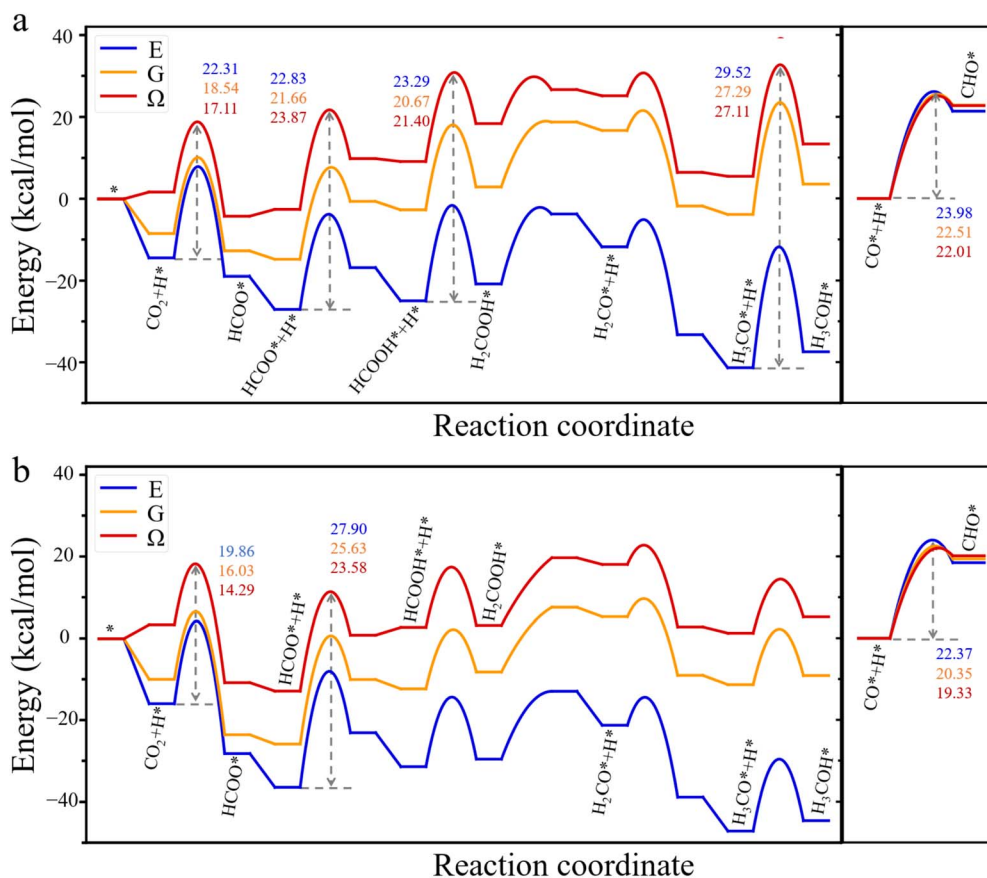 a
E
G
Ω
Energy (kcal/mol)
40
20
0
−20
−40
*
CO₂+H*
HCOO*
HCOO*+H*
HCOOH*+H*
H₂COOH*
H₂CO*+H*
H₃CO*+H*
H₃COH*
22.31
18.54
17.11
22.83
21.66
23.87
23.29
20.67
21.40
29.52
27.29
27.11
CO*+H*
CHO*
23.98
22.51
22.01
Reaction coordinate
b
E
G
Ω
Energy (kcal/mol)
40
20
0
−20
−40
*
CO₂+H*
HCOO*
HCOO*+H*
HCOOH*+H*
H₂COOH*
H₂CO*+H*
H₃CO*+H*
H₃COH*
19.86
16.03
14.29
27.90
25.63
23.58
CO*+H*
CHO*
22.37
20.35
19.33
Reaction coordinate